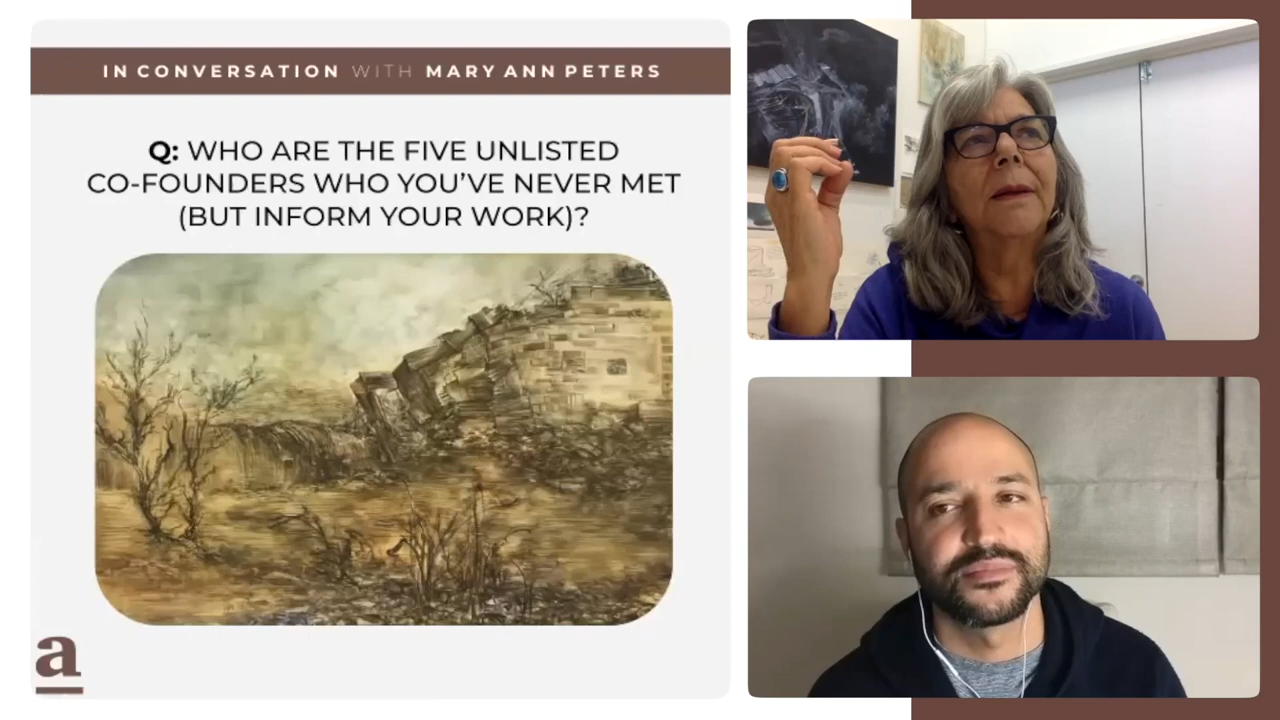 IN CONVERSATION WITH MARY ANN PETERS
Q: WHO ARE THE FIVE UNLISTED
CO-FOUNDERS WHO YOU'VE NEVER MET
(BUT INFORM YOUR WORK)?
a